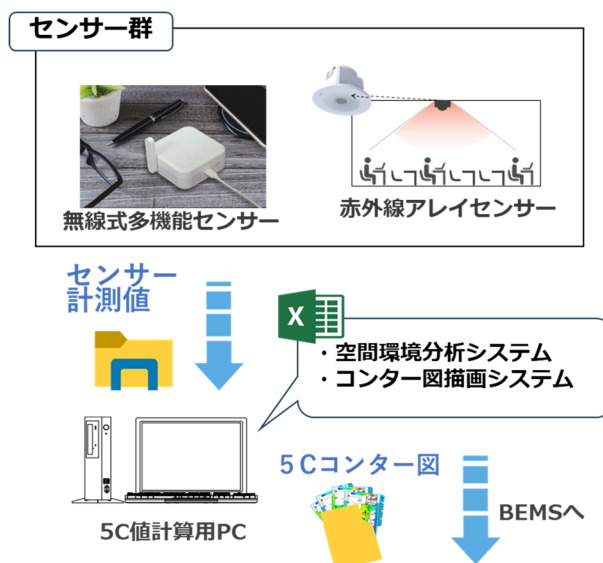 センサー群
無線式多機能センサー
赤外線アレイセンサー
センサー
計測値
X
・空間環境分析システム
・コンター図描画システム
5Cコンター図
5C値計算用PC
BEMSへ